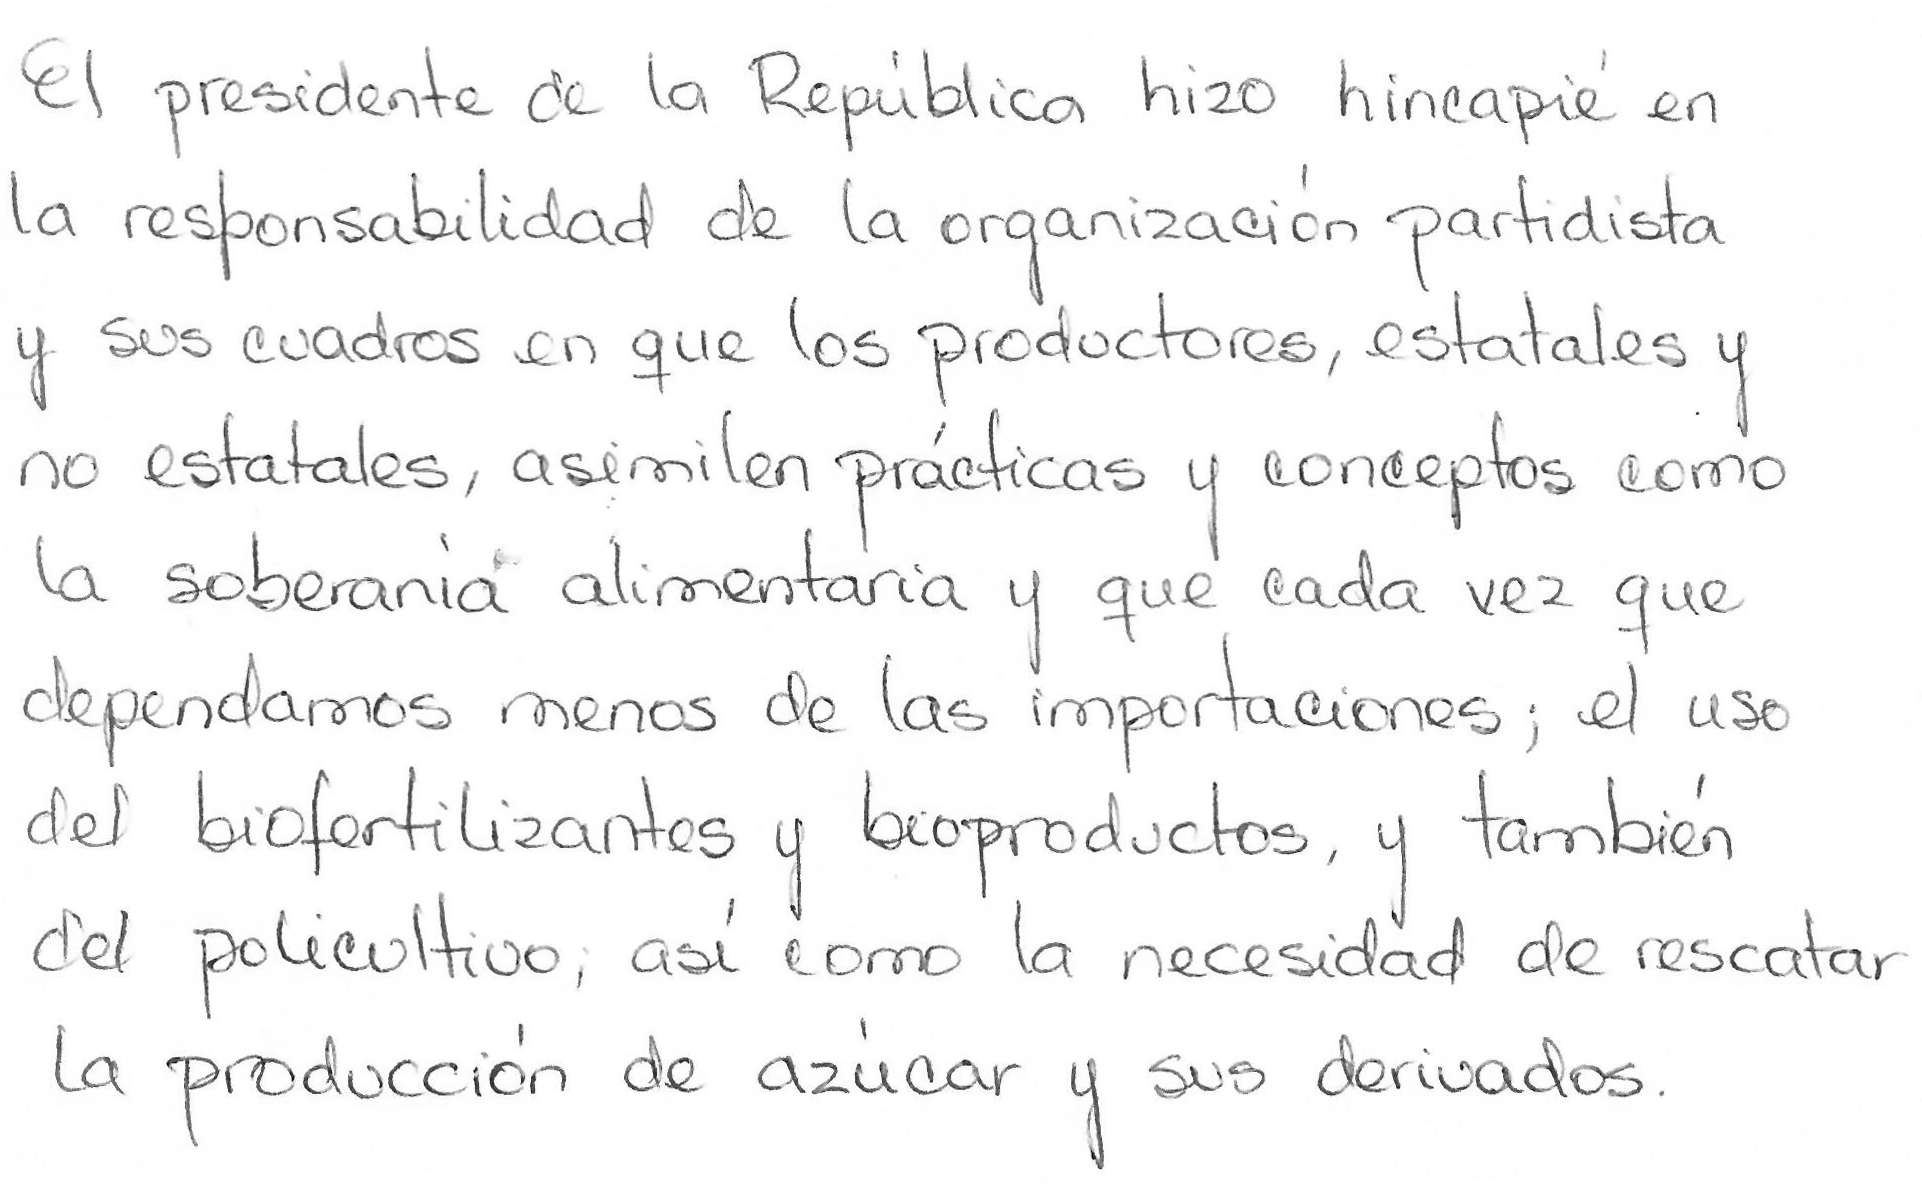 El presidente de la República hizo hincapié en
la responsabilidad de la organización partidista
y sus cuadros en que los productores, estatales y
no estatales, asimilen prácticas y conceptos como
la soberanía alimentaria y que cada vez que
dependamos menos de las importaciones; el uso
del biofertilizantes y bioproductos, y también
del policultivo; así como la necesidad de rescatar
la producción de azúcar y sus derivados.